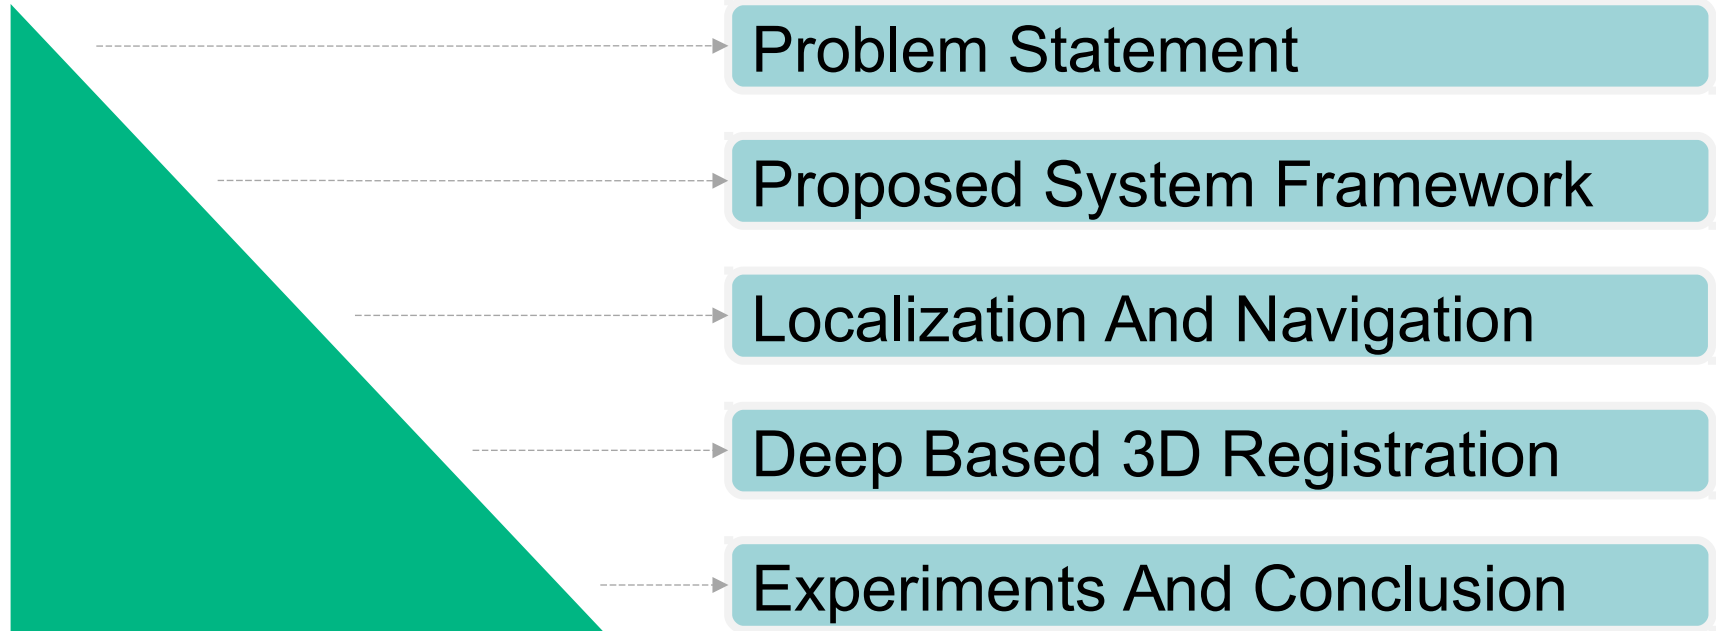 Problem Statement
Proposed System Framework
Localization And Navigation
Deep Based 3D Registration
Experiments And Conclusion